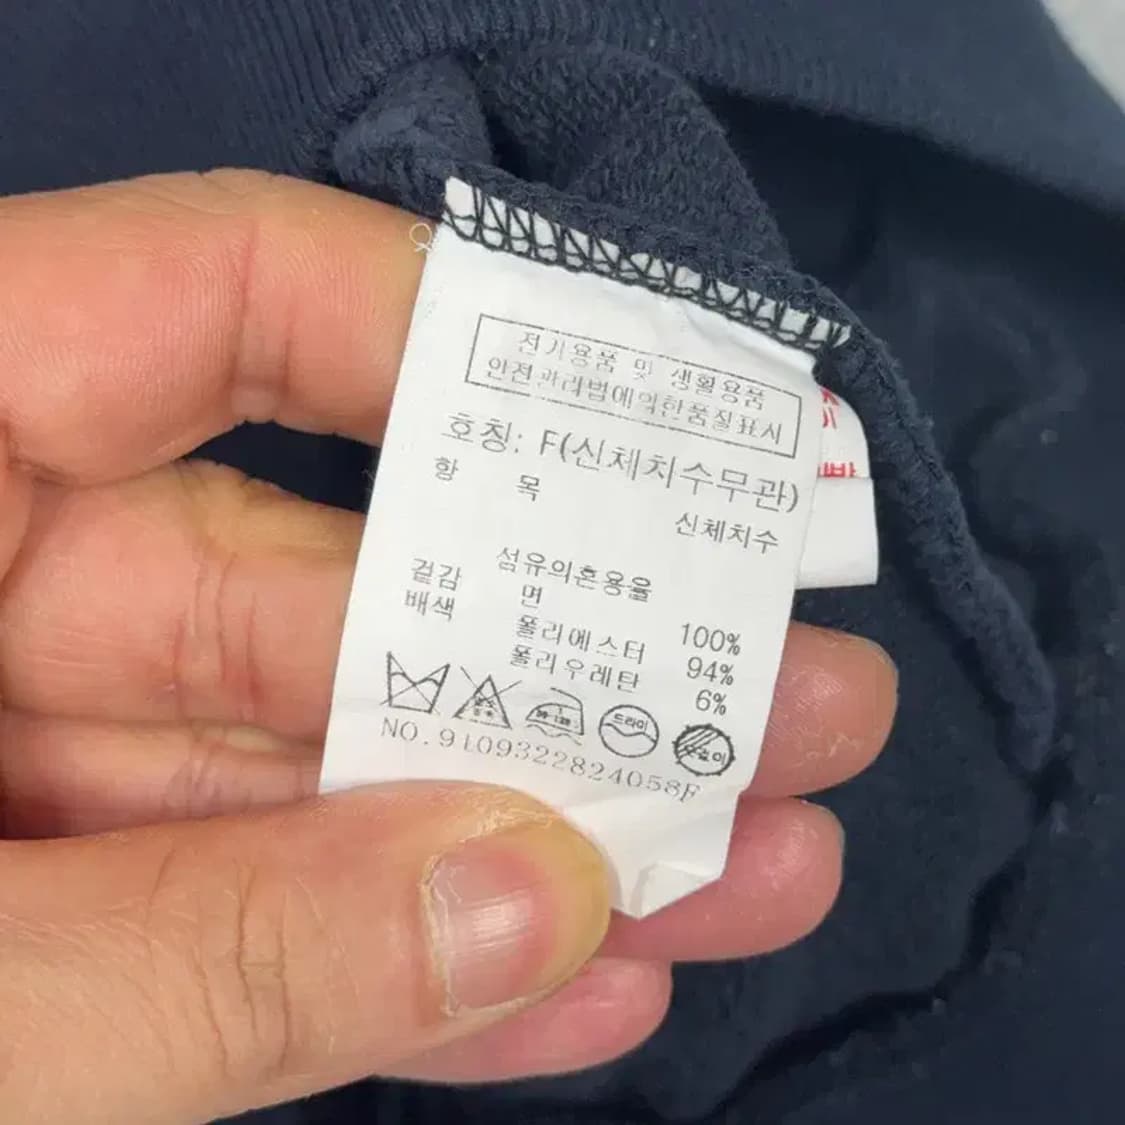 전기용품 및 생활용품
안전관리법에의한품질표시
호칭: F(신체치수무관)
항 목
신체치수
섬유의혼용율
겉감 면 100%
배색 폴리에스터 94%
폴리우레탄 6%
드라이
NO.9109322824058F